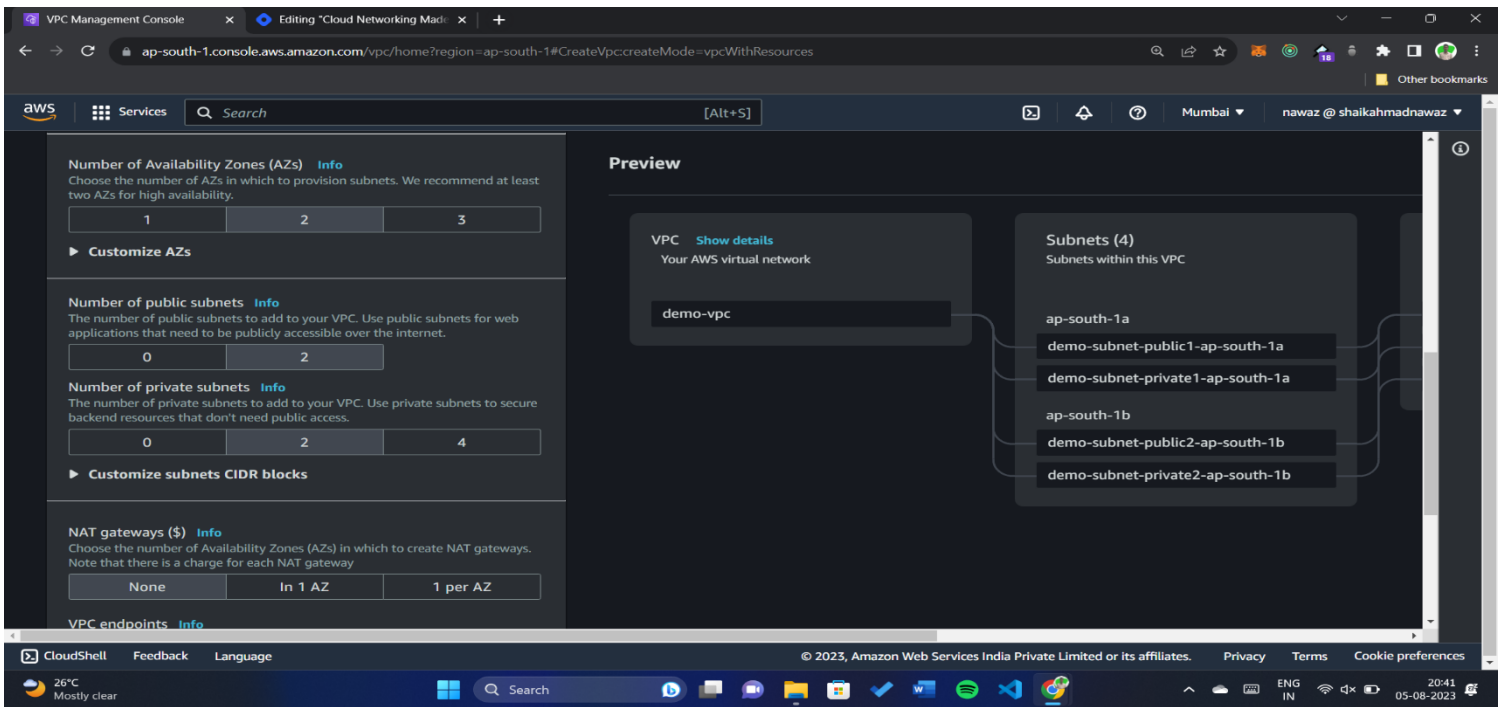 VPC Management Console
Editing "Cloud Networking Made
ap-south-1.console.aws.amazon.com/vpc/home?region=ap-south-1#CreateVpc:createMode=vpcWithResources
18
Other bookmarks
aws
Services
Search
[Alt+S]
Mumbai
nawaz @ shaikahmadnawaz
Number of Availability Zones (AZs) Info
Choose the number of AZs in which to provision subnets. We recommend at least
two AZs for high availability.
1 2 3
Customize AZs
Number of public subnets Info
The number of public subnets to add to your VPC. Use public subnets for web
applications that need to be publicly accessible over the internet.
0 2
Number of private subnets Info
The number of private subnets to add to your VPC. Use private subnets to secure
backend resources that don't need public access.
0 2 4
Customize subnets CIDR blocks
NAT gateways ($) Info
Choose the number of Availability Zones (AZs) in which to create NAT gateways.
Note that there is a charge for each NAT gateway
None In 1 AZ 1 per AZ
VPC endpoints Info
Preview
VPC Show details
Your AWS virtual network
demo-vpc
Subnets (4)
Subnets within this VPC
ap-south-1a
demo-subnet-public1-ap-south-1a
demo-subnet-private1-ap-south-1a
ap-south-1b
demo-subnet-public2-ap-south-1b
demo-subnet-private2-ap-south-1b
CloudShell Feedback Language
© 2023, Amazon Web Services India Private Limited or its affiliates. Privacy Terms Cookie preferences
26°C
Mostly clear
Search
ENG
IN
20:41
05-08-2023